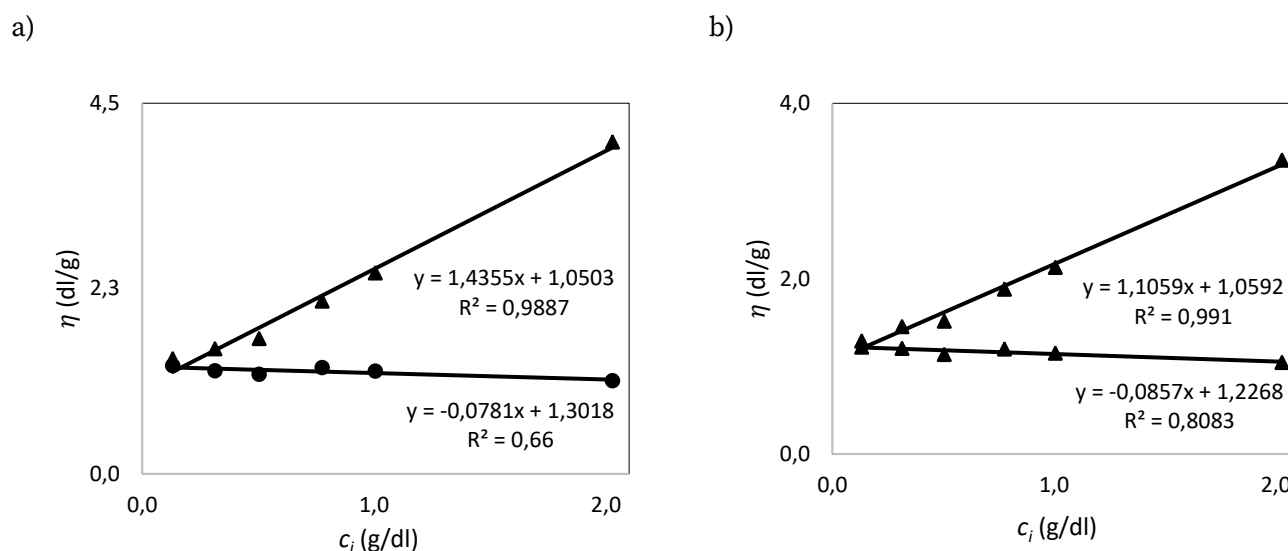 a)
4,5
2,3
0,0
η (dl/g)
y = 1,4355x + 1,0503
R² = 0,9887
y = -0,0781x + 1,3018
R² = 0,66
0,0
1,0
2,0
cᵢ (g/dl)
b)
4,0
2,0
0,0
η (dl/g)
y = 1,1059x + 1,0592
R² = 0,991
y = -0,0857x + 1,2268
R² = 0,8083
0,0
1,0
2,0
cᵢ (g/dl)